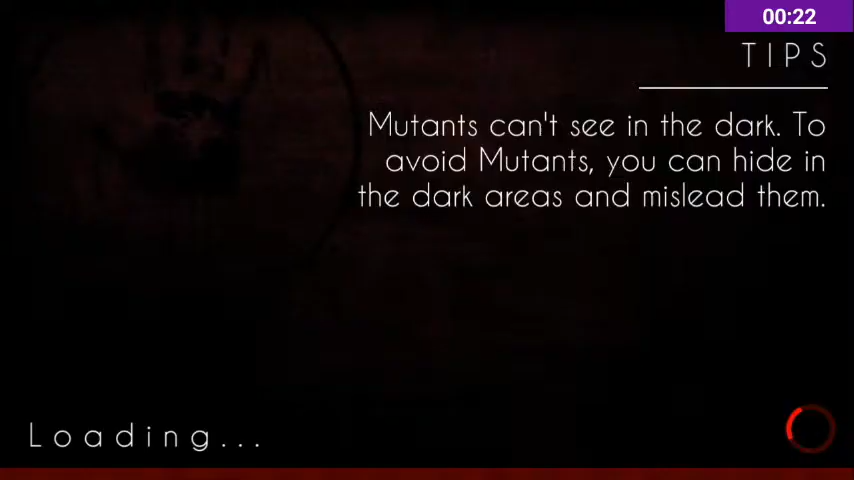 00:22
TIPS
Mutants can't see in the dark. To
avoid Mutants, you can hide in
the dark areas and mislead them.
Loading...